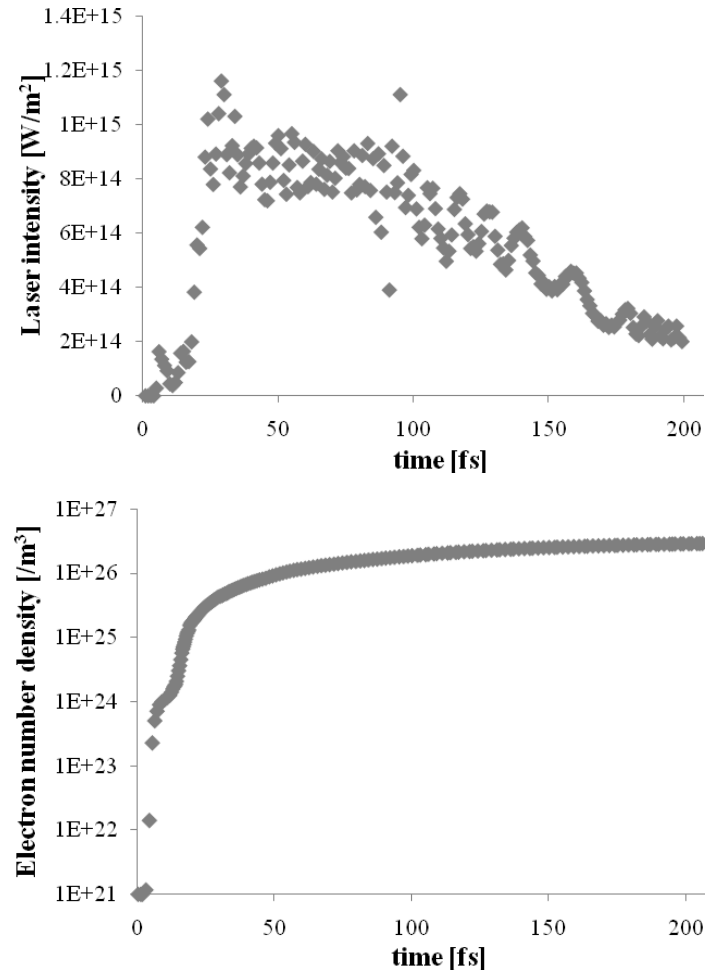 1.4E+15
1.2E+15
1E+15
8E+14
6E+14
4E+14
2E+14
0
Laser intensity [W/m²]
0 50 100 150 200
time [fs]
1E+27
1E+26
1E+25
1E+24
1E+23
1E+22
1E+21
Electron number density [/m³]
0 50 100 150 200
time [fs]